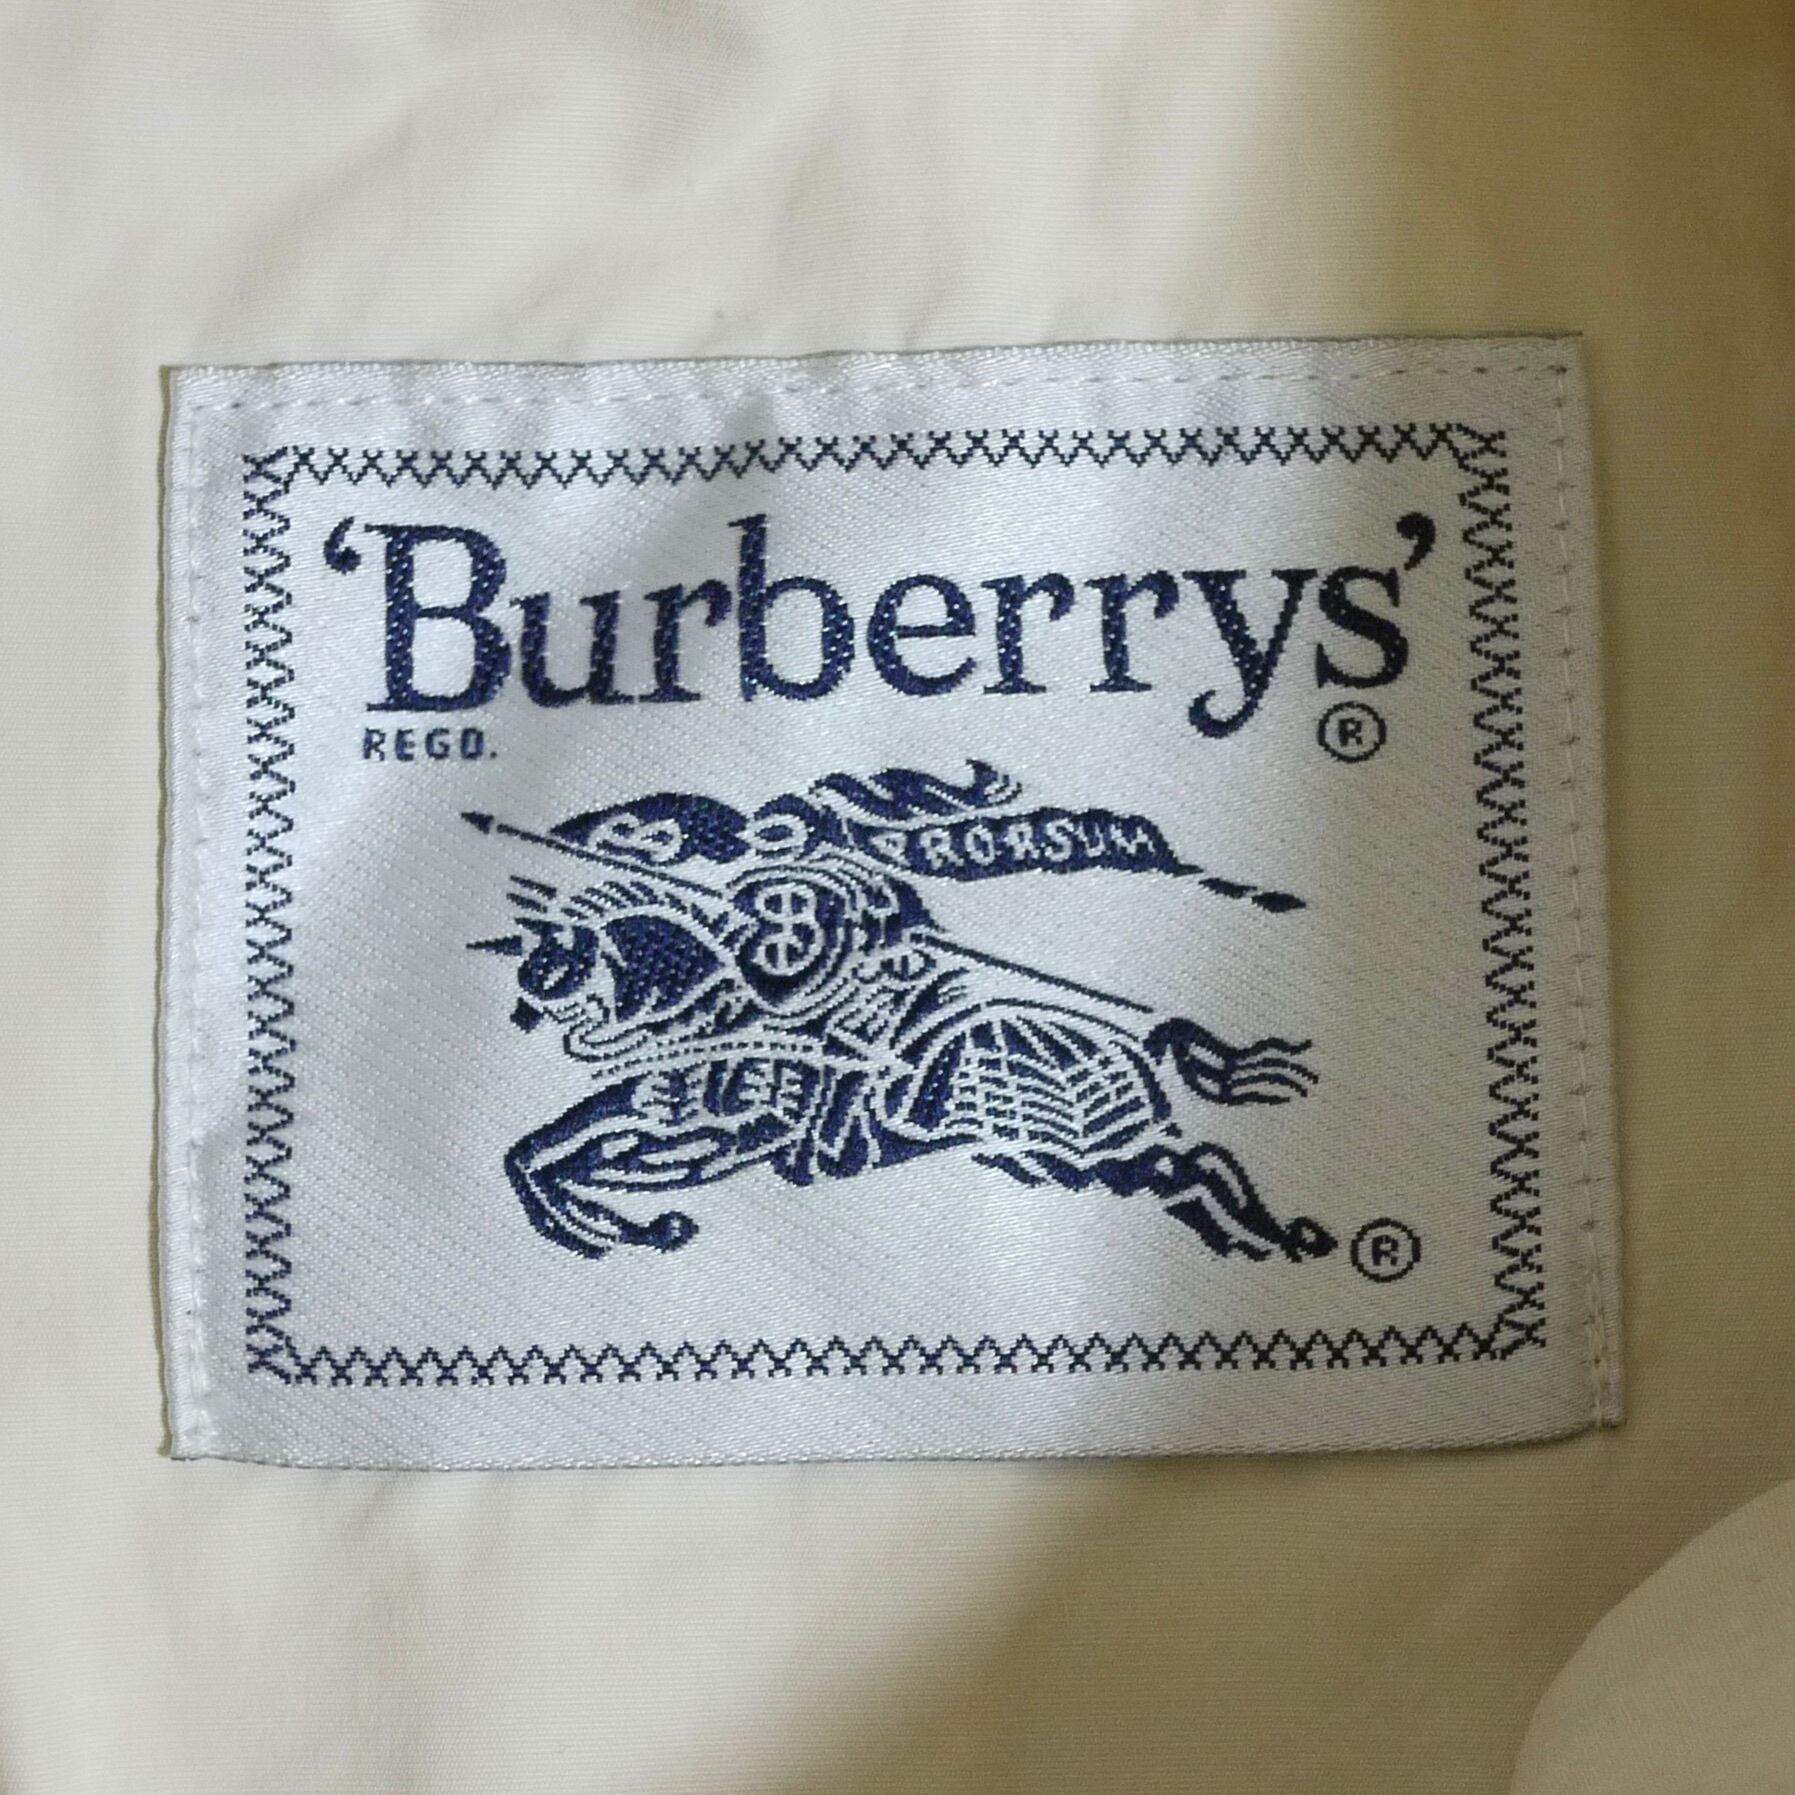 ‘Burberrys’
REGD. ®
PRORSUM
B
®